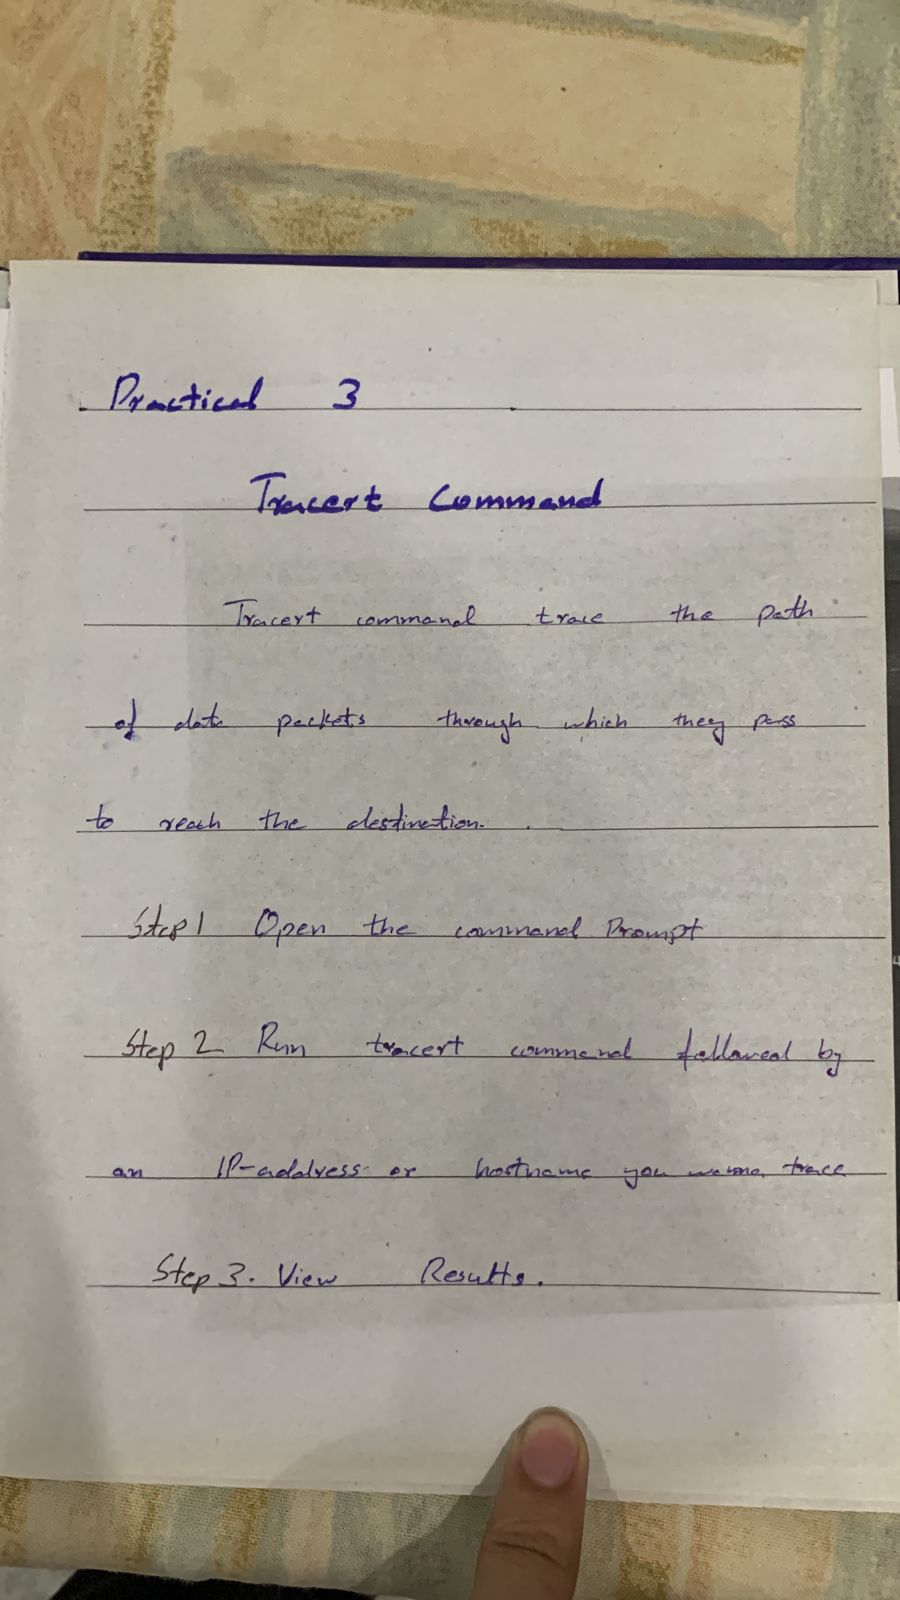 Practical 3
Tracert Command
Tracert command trace the path
of data packets through which they pass
to reach the destination.
Step 1 Open the command Prompt
Step 2 Run tracert command followed by
an IP-address or hostname you trace
Step 3. View Results.